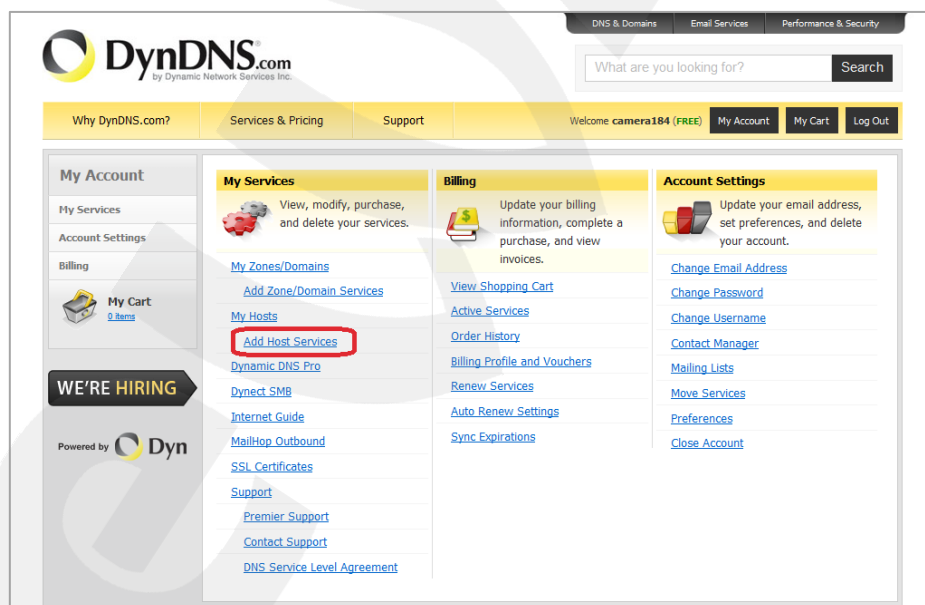 DNS & Domains
Email Services
Performance & Security
DynDNS.com
by Dynamic Network Services Inc.
What are you looking for?
Search
Why DynDNS.com?
Services & Pricing
Support
Welcome camera184 (FREE)
My Account
My Cart
Log Out
My Account
My Services
Account Settings
Billing
My Cart
0 items
WE'RE HIRING
Powered by Dyn
My Services
View, modify, purchase,
and delete your services.
My Zones/Domains
Add Zone/Domain Services
My Hosts
Add Host Services
Dynamic DNS Pro
Dynect SMB
Internet Guide
MailHop Outbound
SSL Certificates
Support
Premier Support
Contact Support
DNS Service Level Agreement
Billing
Update your billing
information, complete a
purchase, and view
invoices.
View Shopping Cart
Active Services
Order History
Billing Profile and Vouchers
Renew Services
Auto Renew Settings
Sync Expirations
Account Settings
Update your email address,
set preferences, and delete
your account.
Change Email Address
Change Password
Change Username
Contact Manager
Mailing Lists
Move Services
Preferences
Close Account